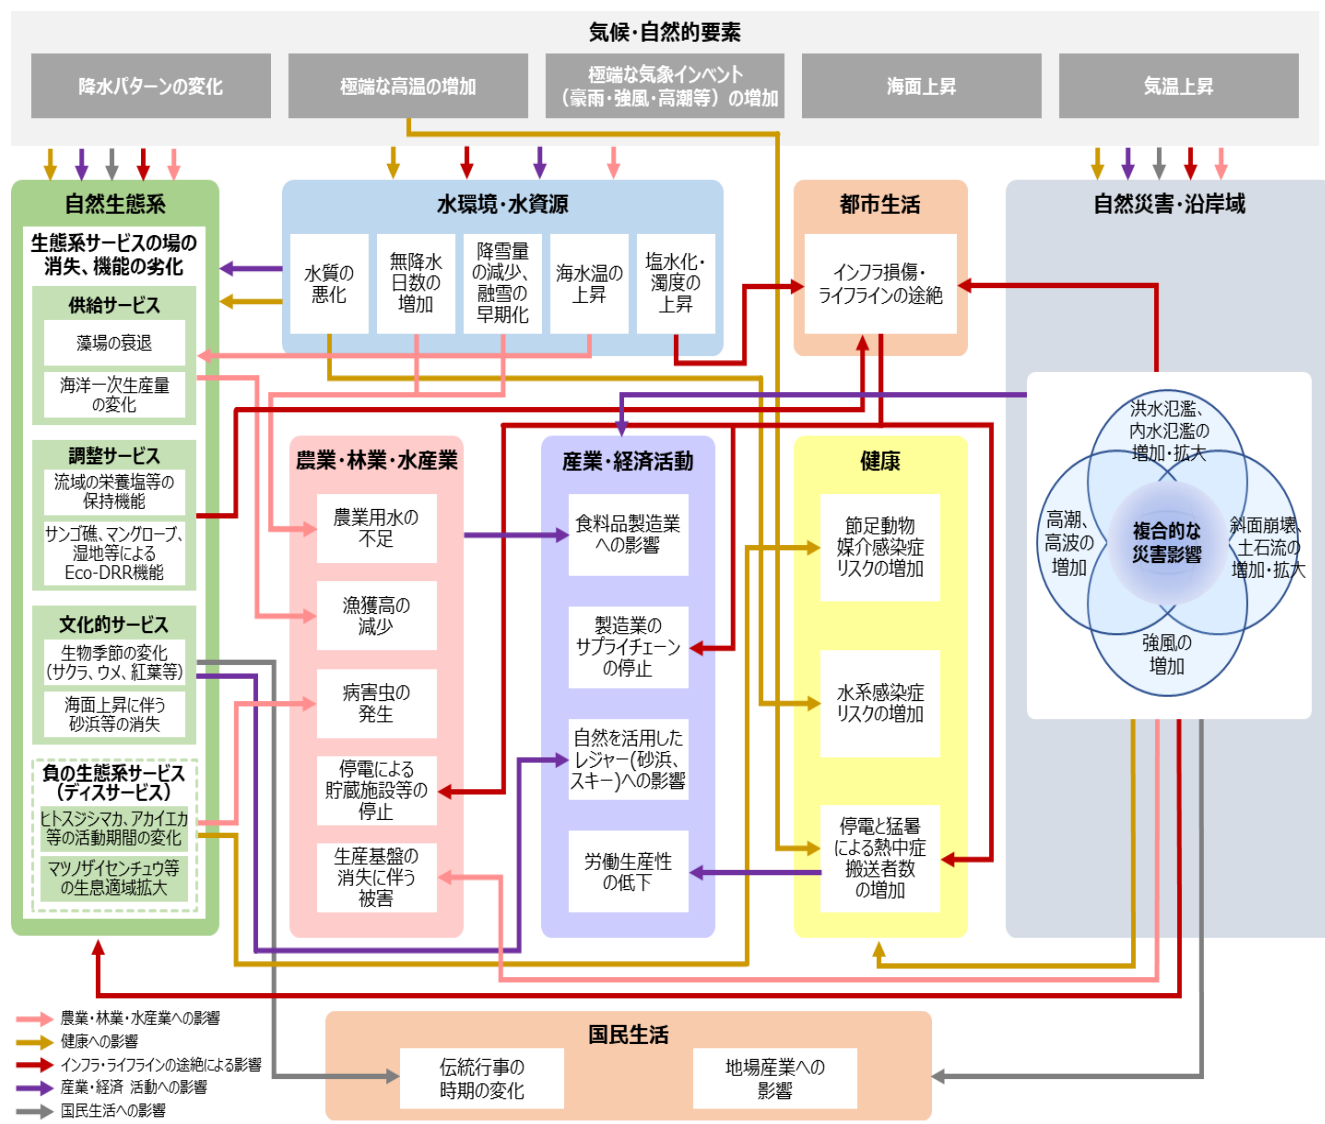 気候・自然的要素
降水パターンの変化
極端な高温の増加
極端な気象インベント
（豪雨・強風・高潮等）の増加
海面上昇
気温上昇
自然生態系
生態系サービスの場の
消失、機能の劣化
供給サービス
藻場の衰退
海洋一次生産量
の変化
調整サービス
流域の栄養塩等の
保持機能
サンゴ礁、マングローブ、
湿地等による
Eco-DRR機能
文化的サービス
生物季節の変化
（サクラ、ウメ、紅葉等）
海面上昇に伴う
砂浜等の消失
負の生態系サービス
（ディスサービス）
ヒトスジシマカ、アカイエカ
等の活動期間の変化
マツノザイセンチュウ等
の生息適域拡大
水環境・水資源
水質の
悪化
無降水
日数の
増加
降雪量
の減少、
融雪の
早期化
海水温の
上昇
塩水化・
濁度の
上昇
都市生活
インフラ損傷・
ライフラインの途絶
自然災害・沿岸域
洪水氾濫、
内水氾濫の
増加・拡大
高潮、
高波の
増加
複合的な
災害影響
斜面崩壊、
土石流の
増加・拡大
強風の
増加
農業・林業・水産業
農業用水の
不足
漁獲高の
減少
病害虫の
発生
停電による
貯蔵施設等の
停止
生産基盤の
消失に伴う
被害
産業・経済活動
食料品製造業
への影響
製造業の
サプライチェーン
の停止
自然を活用した
レジャー(砂浜、
スキー)への影響
労働生産性
の低下
健康
節足動物
媒介感染症
リスクの増加
水系感染症
リスクの増加
停電と猛暑
による熱中症
搬送者数
の増加
国民生活
伝統行事の
時期の変化
地場産業への
影響
農業・林業・水産業への影響
健康への影響
インフラ・ライフラインの途絶による影響
産業・経済 活動への影響
国民生活への影響